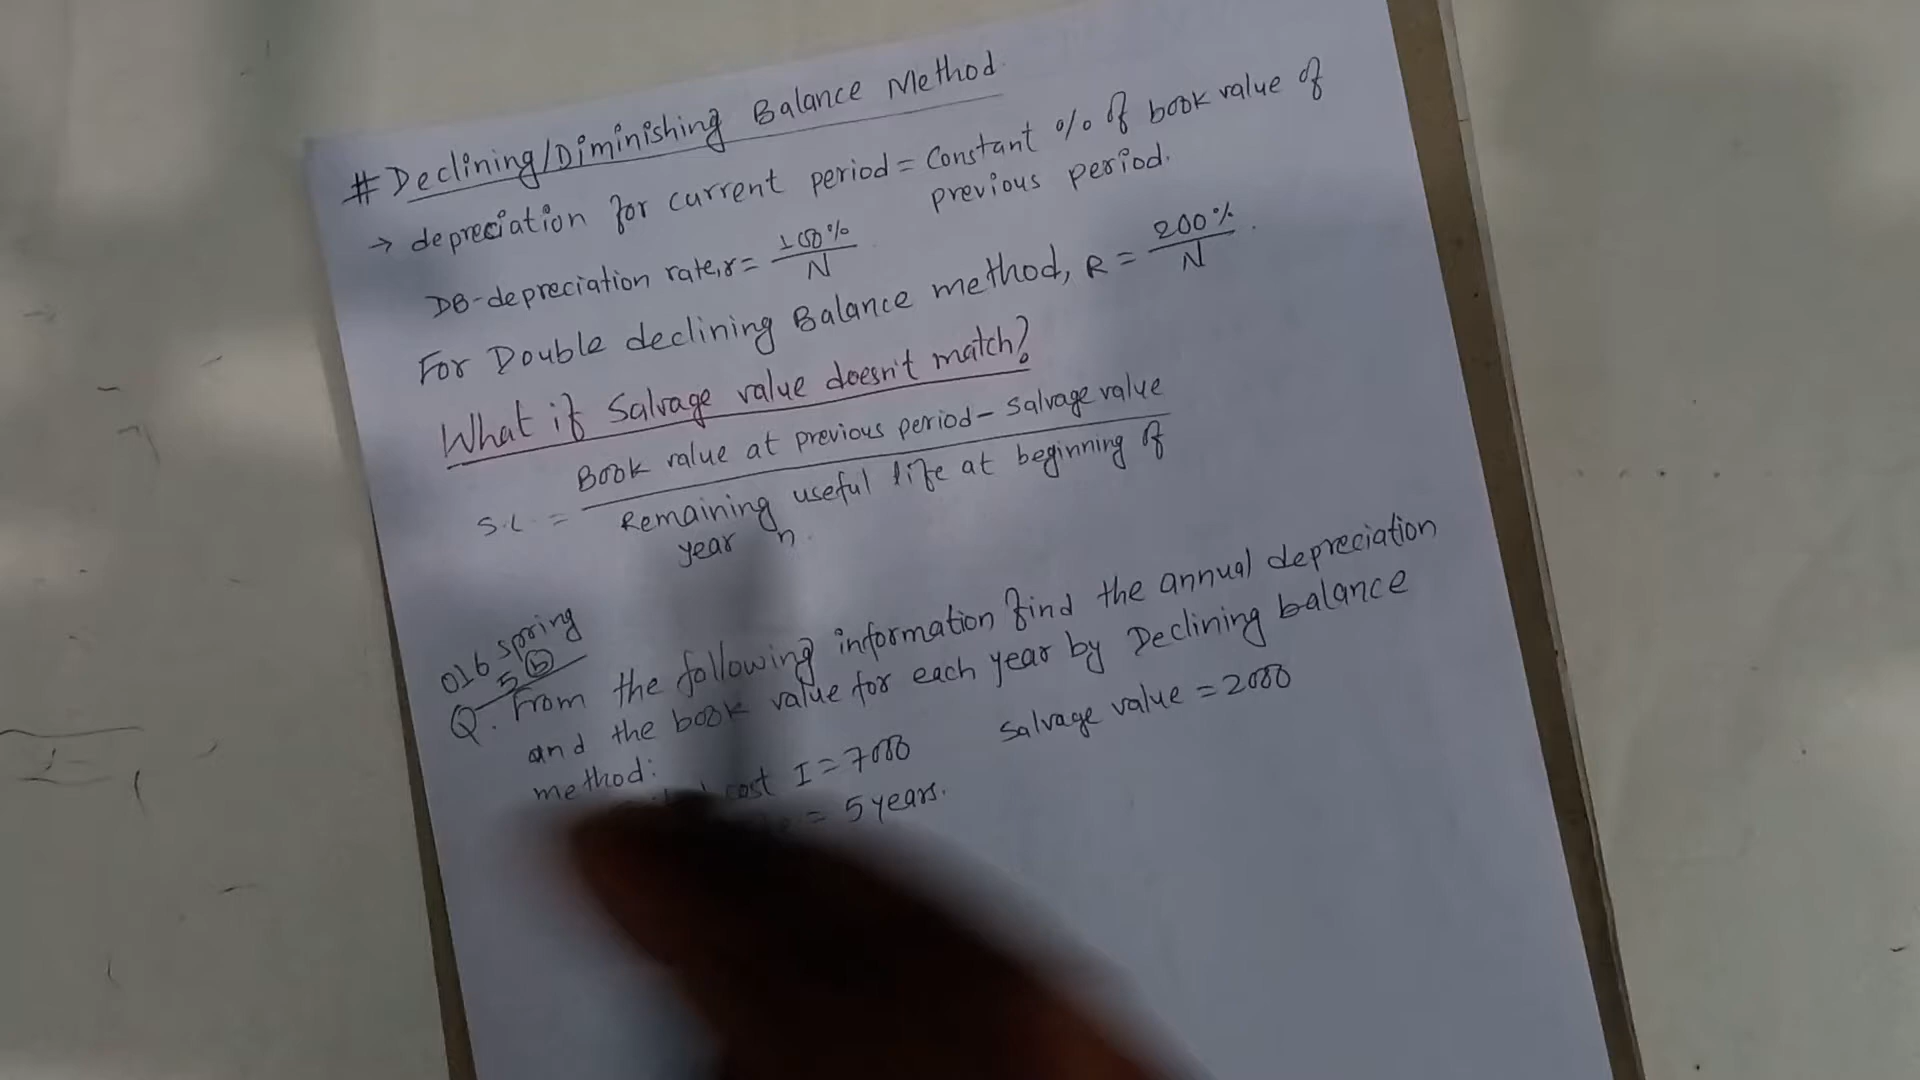 # Declining/Diminishing Balance Method
→ depreciation for current period = Constant % of book value of
previous period.
DB-depreciation rate, r = 100% / N
For Double declining Balance method, R = 200% / N.
What if Salvage value doesn't match?
S.L. = Book value at previous period - Salvage value
Remaining useful life at beginning of
year n.
016 spring
5 (b)
Q. From the following information find the annual depreciation
and the book value for each year by Declining balance
method:
cost I = 7000 Salvage value = 2000
= 5 years.